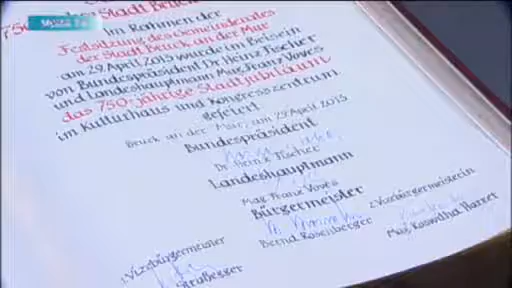 750 Stadt Bruck
Im Rahmen der
Festsitzung des Gemeinderates
der Stadt Bruck an der Mur
am 29. April 2013 wurde im Beisein
von Bundespräsident Dr. Heinz Fischer
und Landeshauptmann Mag. Franz Voves
das 750-jährige Stadtjubiläum
im Kulturhaus und Kongresszentrum
gefeiert
Bruck an der Mur, am 29. April 2013
Bundespräsident
Dr. Heinz Fischer
Landeshauptmann
Mag. Franz Voves
Bürgermeister
Bernd Rosenberger
1. Vizebürgermeister
Straßegger
2. Vizebürgermeisterin
Mag. Roswitha Harrer